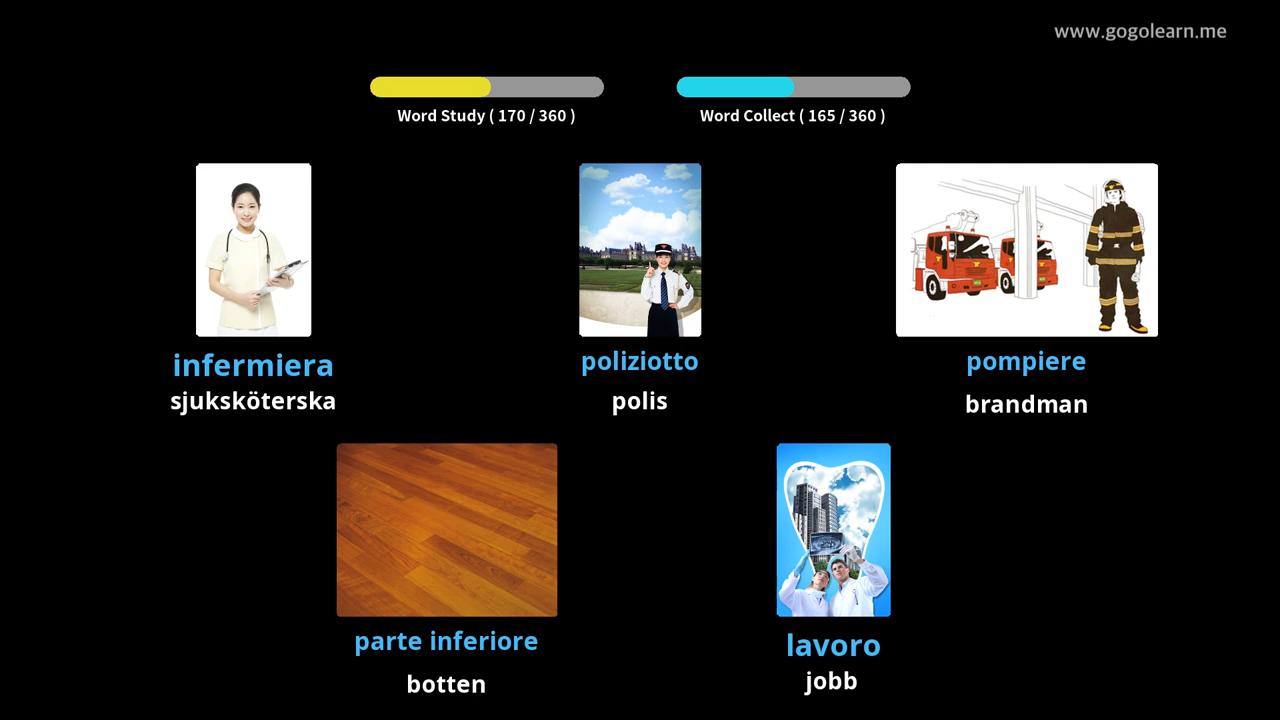 www.gogolearn.me
Word Study ( 170 / 360 )
Word Collect ( 165 / 360 )
infermiera
sjuksköterska
poliziotto
polis
pompiere
brandman
parte inferiore
botten
lavoro
jobb